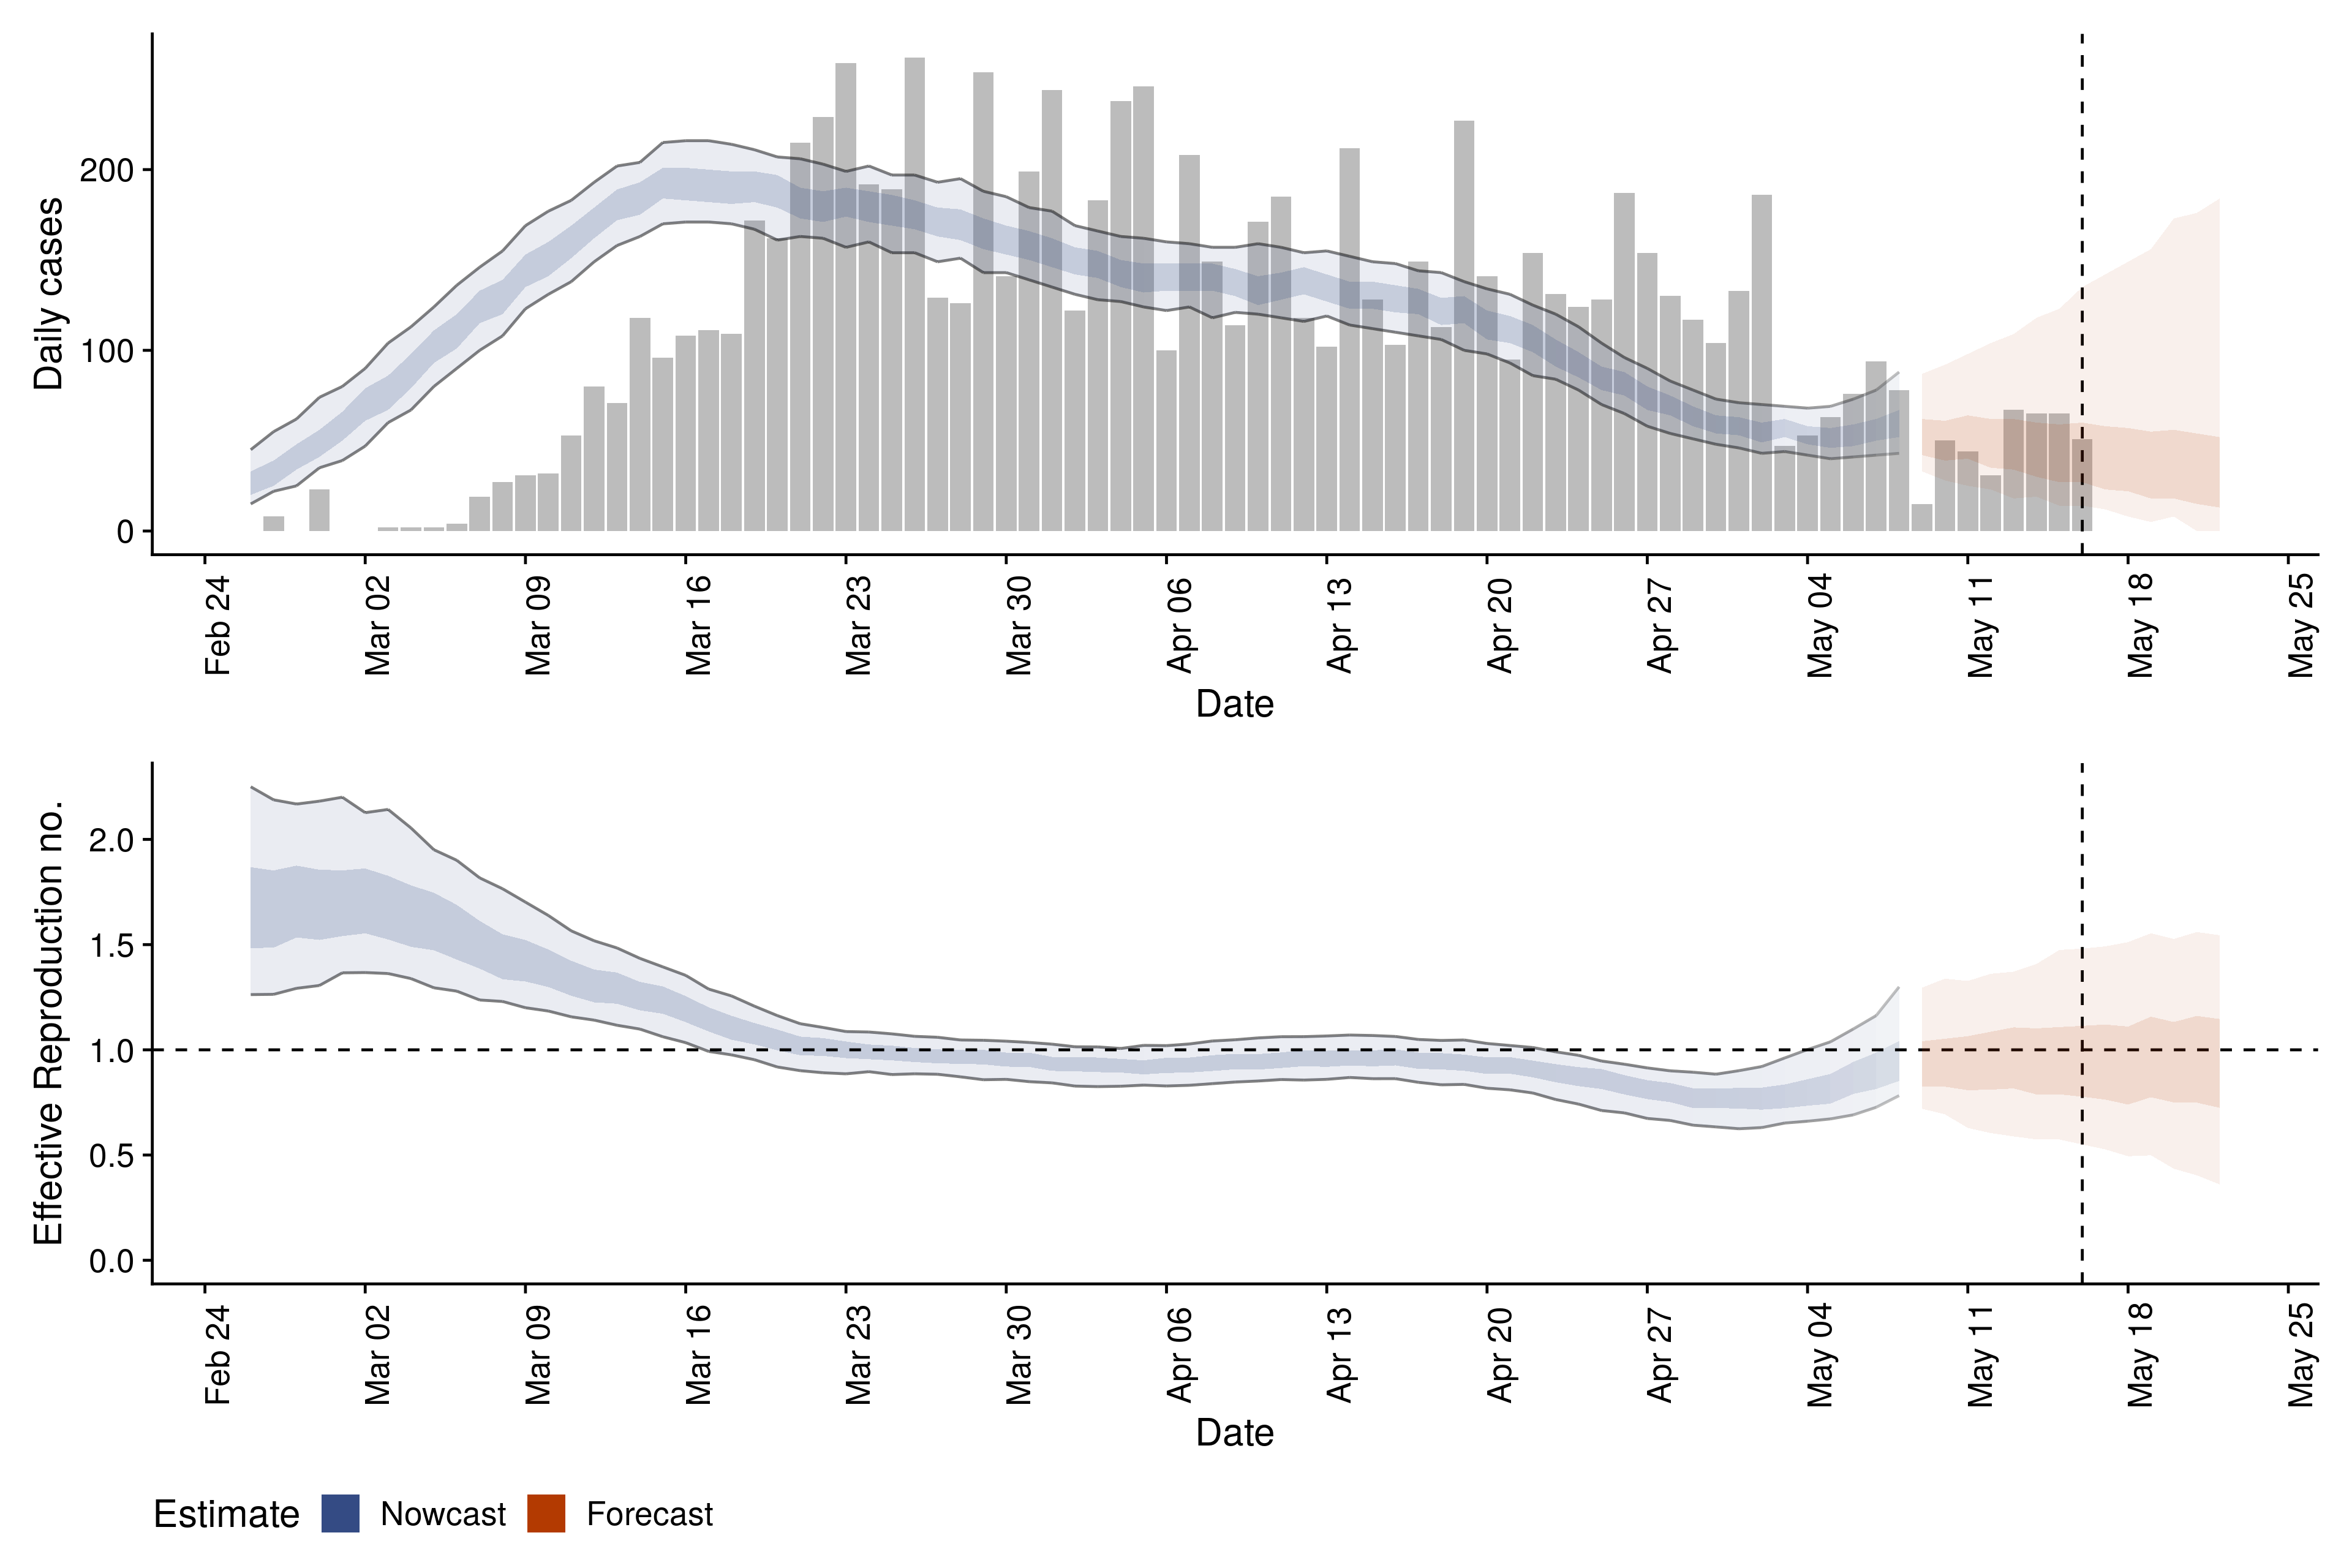 Daily cases
200
100
0
Feb 24
Mar 02
Mar 09
Mar 16
Mar 23
Mar 30
Apr 06
Apr 13
Apr 20
Apr 27
May 04
May 11
May 18
May 25
Date
Effective Reproduction no.
2.0
1.5
1.0
0.5
0.0
Feb 24
Mar 02
Mar 09
Mar 16
Mar 23
Mar 30
Apr 06
Apr 13
Apr 20
Apr 27
May 04
May 11
May 18
May 25
Date
Estimate Nowcast Forecast